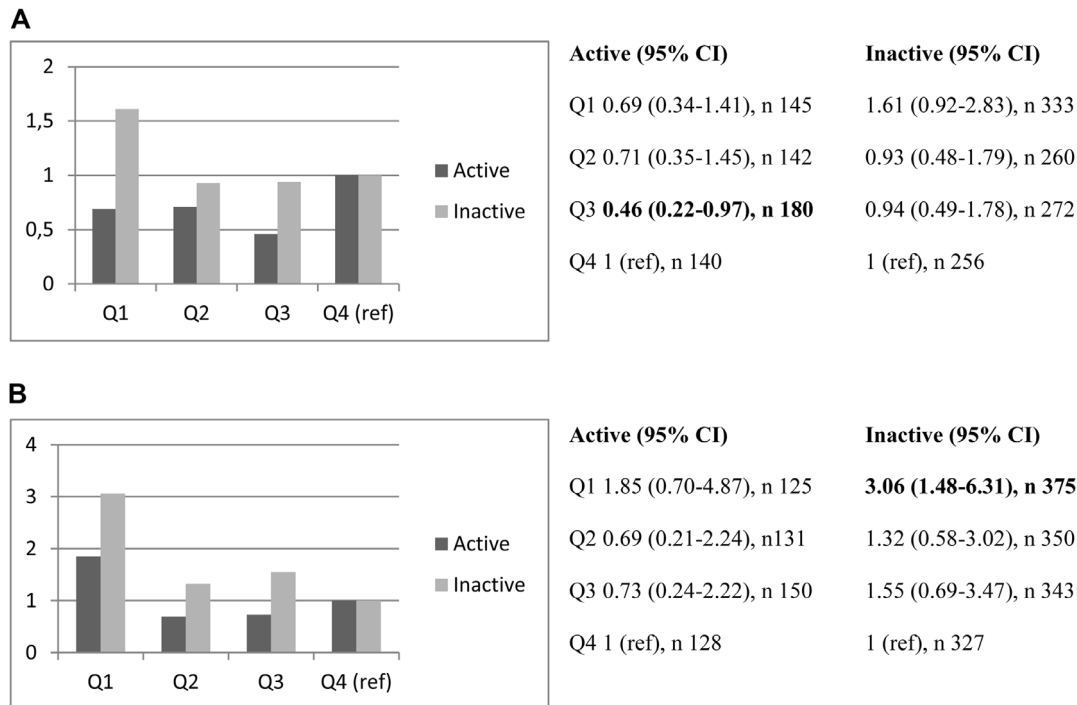 A
2
1,5
1
0,5
0
Q1 Q2 Q3 Q4 (ref)
Active
Inactive
Active (95% CI) Inactive (95% CI)
Q1 0.69 (0.34-1.41), n 145 1.61 (0.92-2.83), n 333
Q2 0.71 (0.35-1.45), n 142 0.93 (0.48-1.79), n 260
Q3 0.46 (0.22-0.97), n 180 0.94 (0.49-1.78), n 272
Q4 1 (ref), n 140 1 (ref), n 256
B
4
3
2
1
0
Q1 Q2 Q3 Q4 (ref)
Active
Inactive
Active (95% CI) Inactive (95% CI)
Q1 1.85 (0.70-4.87), n 125 3.06 (1.48-6.31), n 375
Q2 0.69 (0.21-2.24), n131 1.32 (0.58-3.02), n 350
Q3 0.73 (0.24-2.22), n 150 1.55 (0.69-3.47), n 343
Q4 1 (ref), n 128 1 (ref), n 327